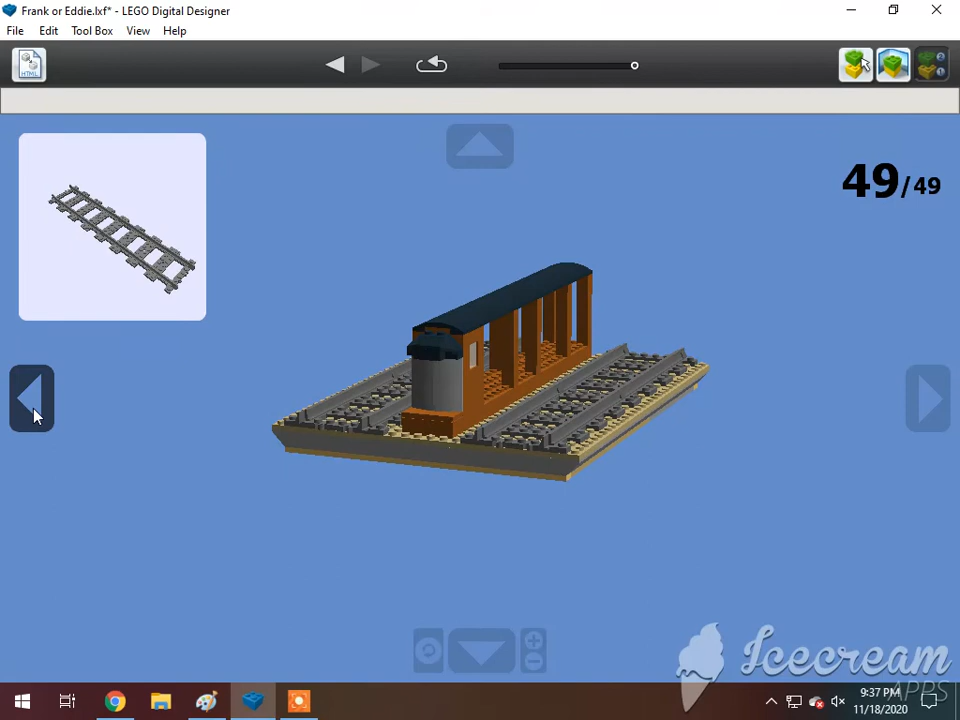 Frank or Eddie.lxf* - LEGO Digital Designer
File Edit Tool Box View Help
HTML
49/49
Icecream
APPS
9:37 PM
11/18/2020